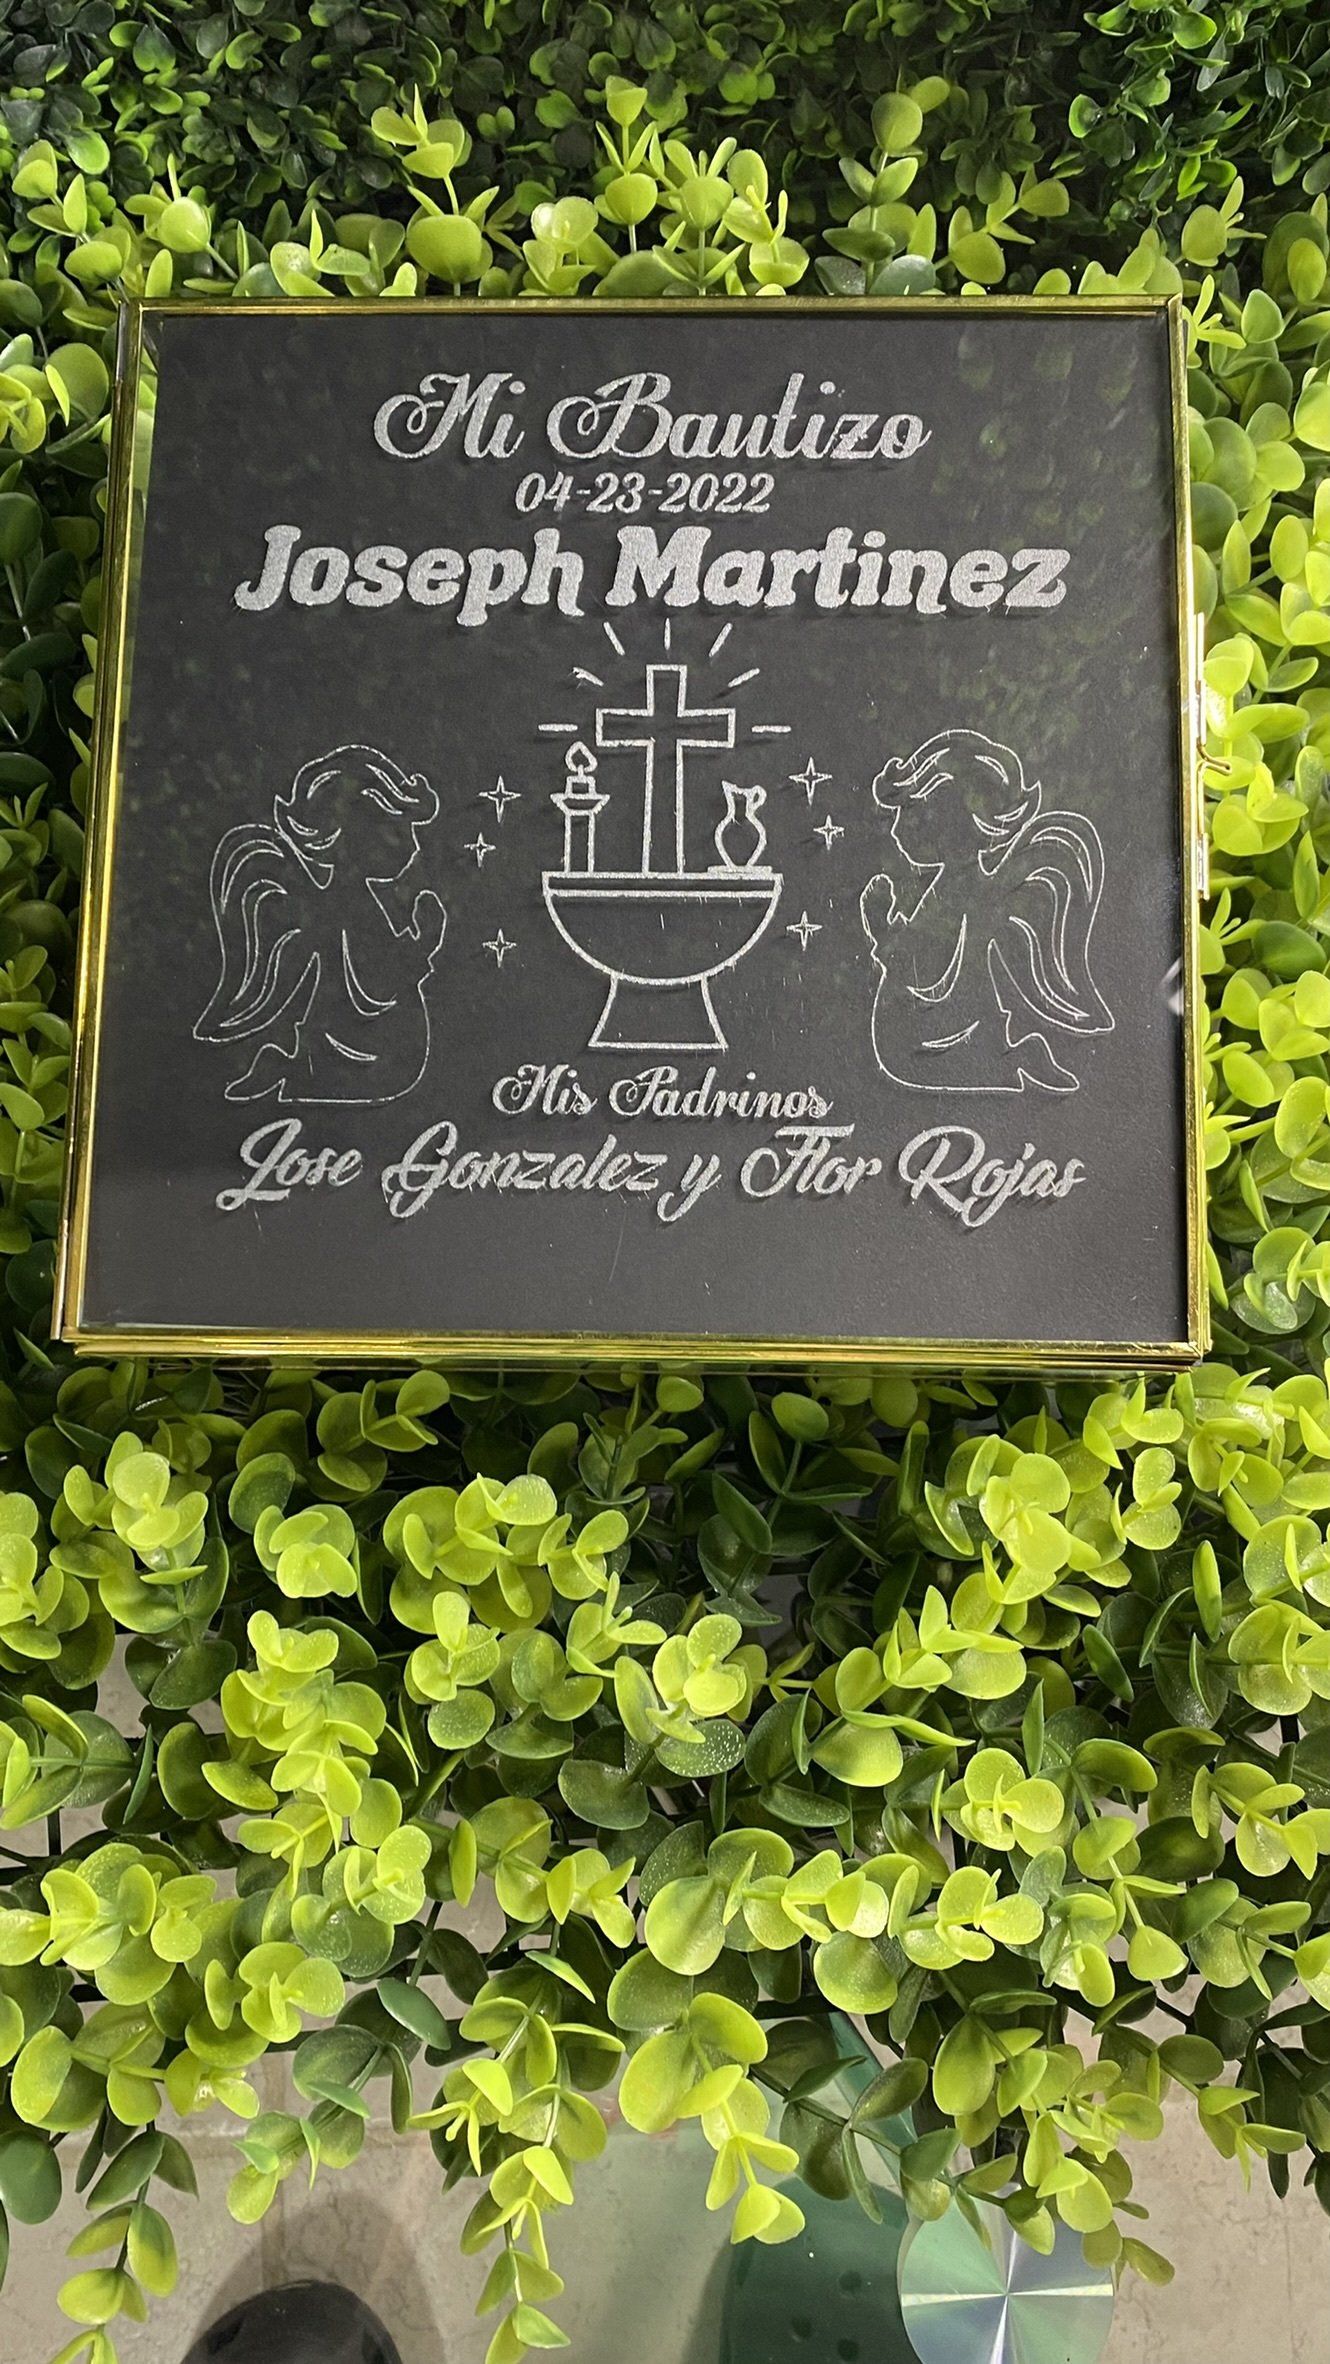 Mi Bautizo
04-23-2022
Joseph Martinez
Mis Padrinos
Jose Gonzalez y Flor Rojas